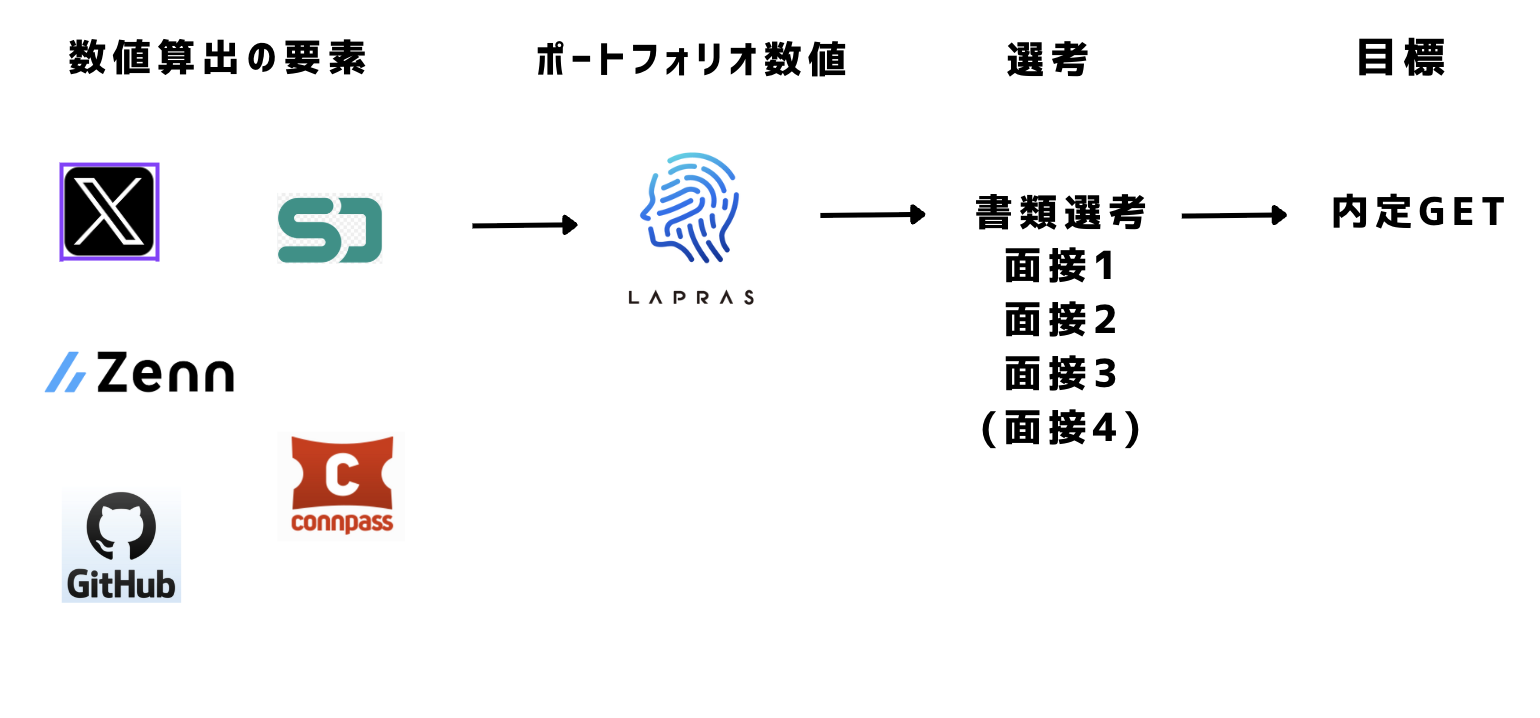 数値算出の要素
ポートフォリオ数値
選考
目標
X
SD
Zenn
C
connpass
GitHub
LAPRAS
書類選考
面接1
面接2
面接3
(面接4)
内定GET